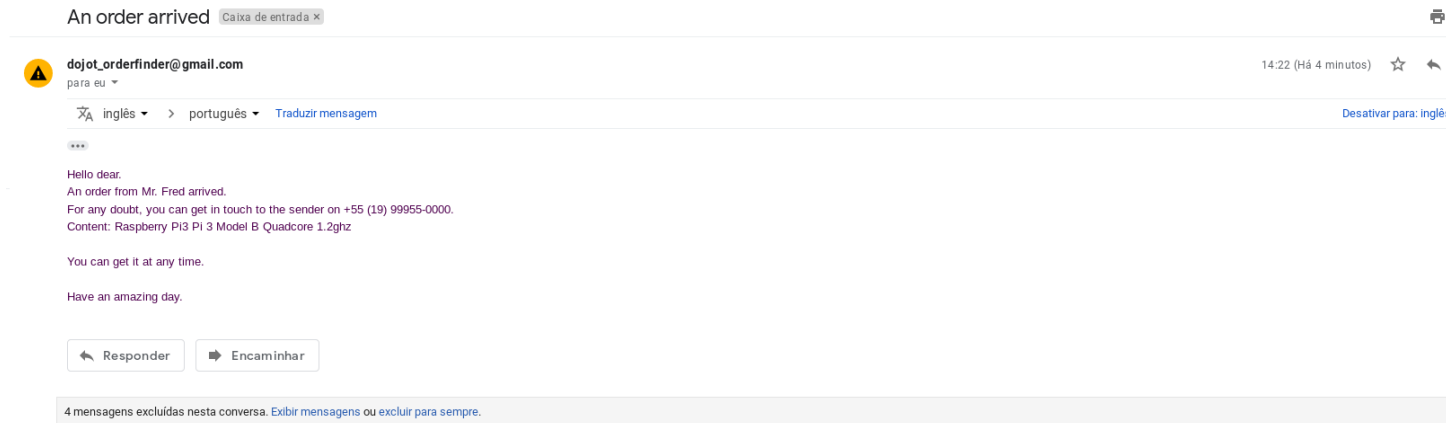 An order arrived Caixa de entrada ×
dojot_orderfinder@gmail.com 14:22 (Há 4 minutos)
para eu
inglês > português Traduzir mensagem Desativar para: inglês
Hello dear.
An order from Mr. Fred arrived.
For any doubt, you can get in touch to the sender on +55 (19) 99955-0000.
Content: Raspberry Pi3 Pi 3 Model B Quadcore 1.2ghz
You can get it at any time.
Have an amazing day.
Responder Encaminhar
4 mensagens excluídas nesta conversa. Exibir mensagens ou excluir para sempre.